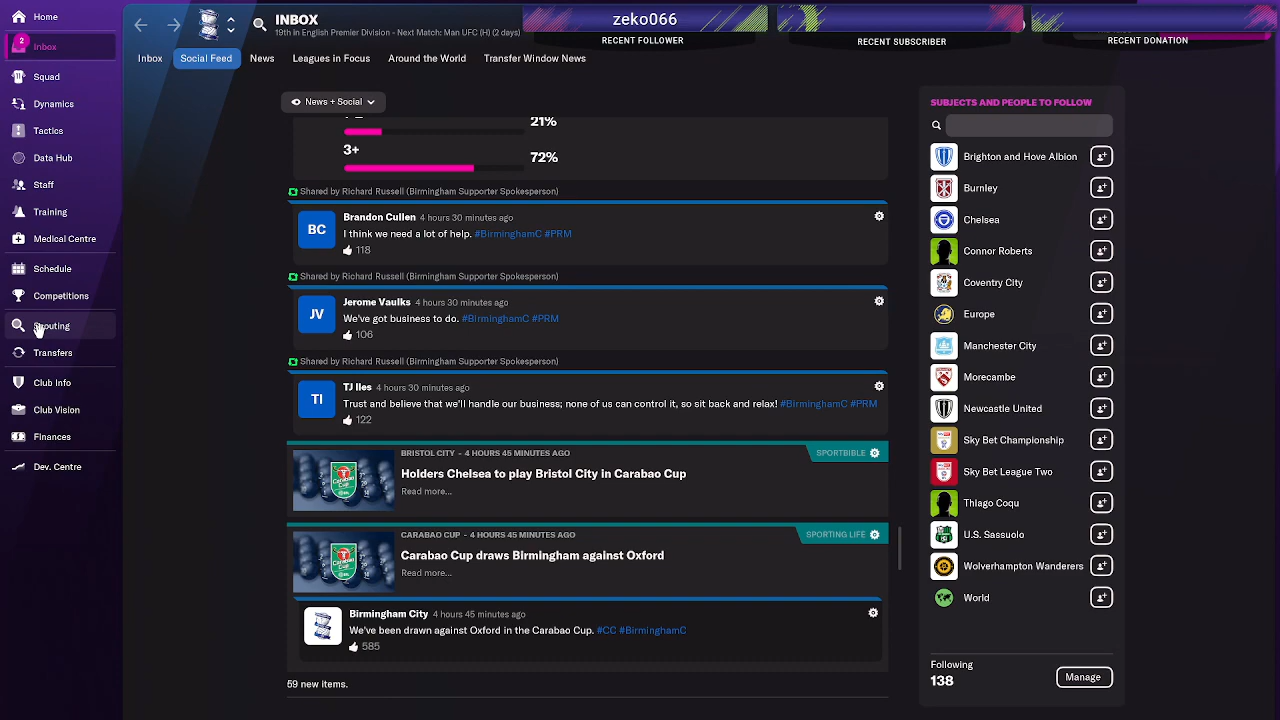 Home
2
Inbox
Squad
Dynamics
Tactics
Data Hub
Staff
Training
Medical Centre
Schedule
Competitions
Scouting
Transfers
Club Info
Club Vision
Finances
Dev. Centre
INBOX
19th in English Premier Division - Next Match: Man UFC (H) (2 days)
zeko066
RECENT FOLLOWER
RECENT SUBSCRIBER
RECENT DONATION
Inbox Social Feed News Leagues in Focus Around the World Transfer Window News
News + Social
21%
3+
72%
Shared by Richard Russell (Birmingham Supporter Spokesperson)
BC
Brandon Cullen 4 hours 30 minutes ago
I think we need a lot of help. #BirminghamC #PRM
118
Shared by Richard Russell (Birmingham Supporter Spokesperson)
JV
Jerome Vaulks 4 hours 30 minutes ago
We've got business to do. #BirminghamC #PRM
106
Shared by Richard Russell (Birmingham Supporter Spokesperson)
TI
TJ Iles 4 hours 30 minutes ago
Trust and believe that we'll handle our business; none of us can control it, so sit back and relax! #BirminghamC #PRM
122
BRISTOL CITY - 4 HOURS 45 MINUTES AGO
SPORTBIBLE
Holders Chelsea to play Bristol City in Carabao Cup
Read more...
CARABAO CUP - 4 HOURS 45 MINUTES AGO
SPORTING LIFE
Carabao Cup draws Birmingham against Oxford
Read more...
Birmingham City 4 hours 45 minutes ago
We've been drawn against Oxford in the Carabao Cup. #CC #BirminghamC
585
59 new items.
SUBJECTS AND PEOPLE TO FOLLOW
Brighton and Hove Albion
Burnley
Chelsea
Connor Roberts
Coventry City
Europe
Manchester City
Morecambe
Newcastle United
Sky Bet Championship
Sky Bet League Two
Thiago Coqu
U.S. Sassuolo
Wolverhampton Wanderers
World
Following
138
Manage